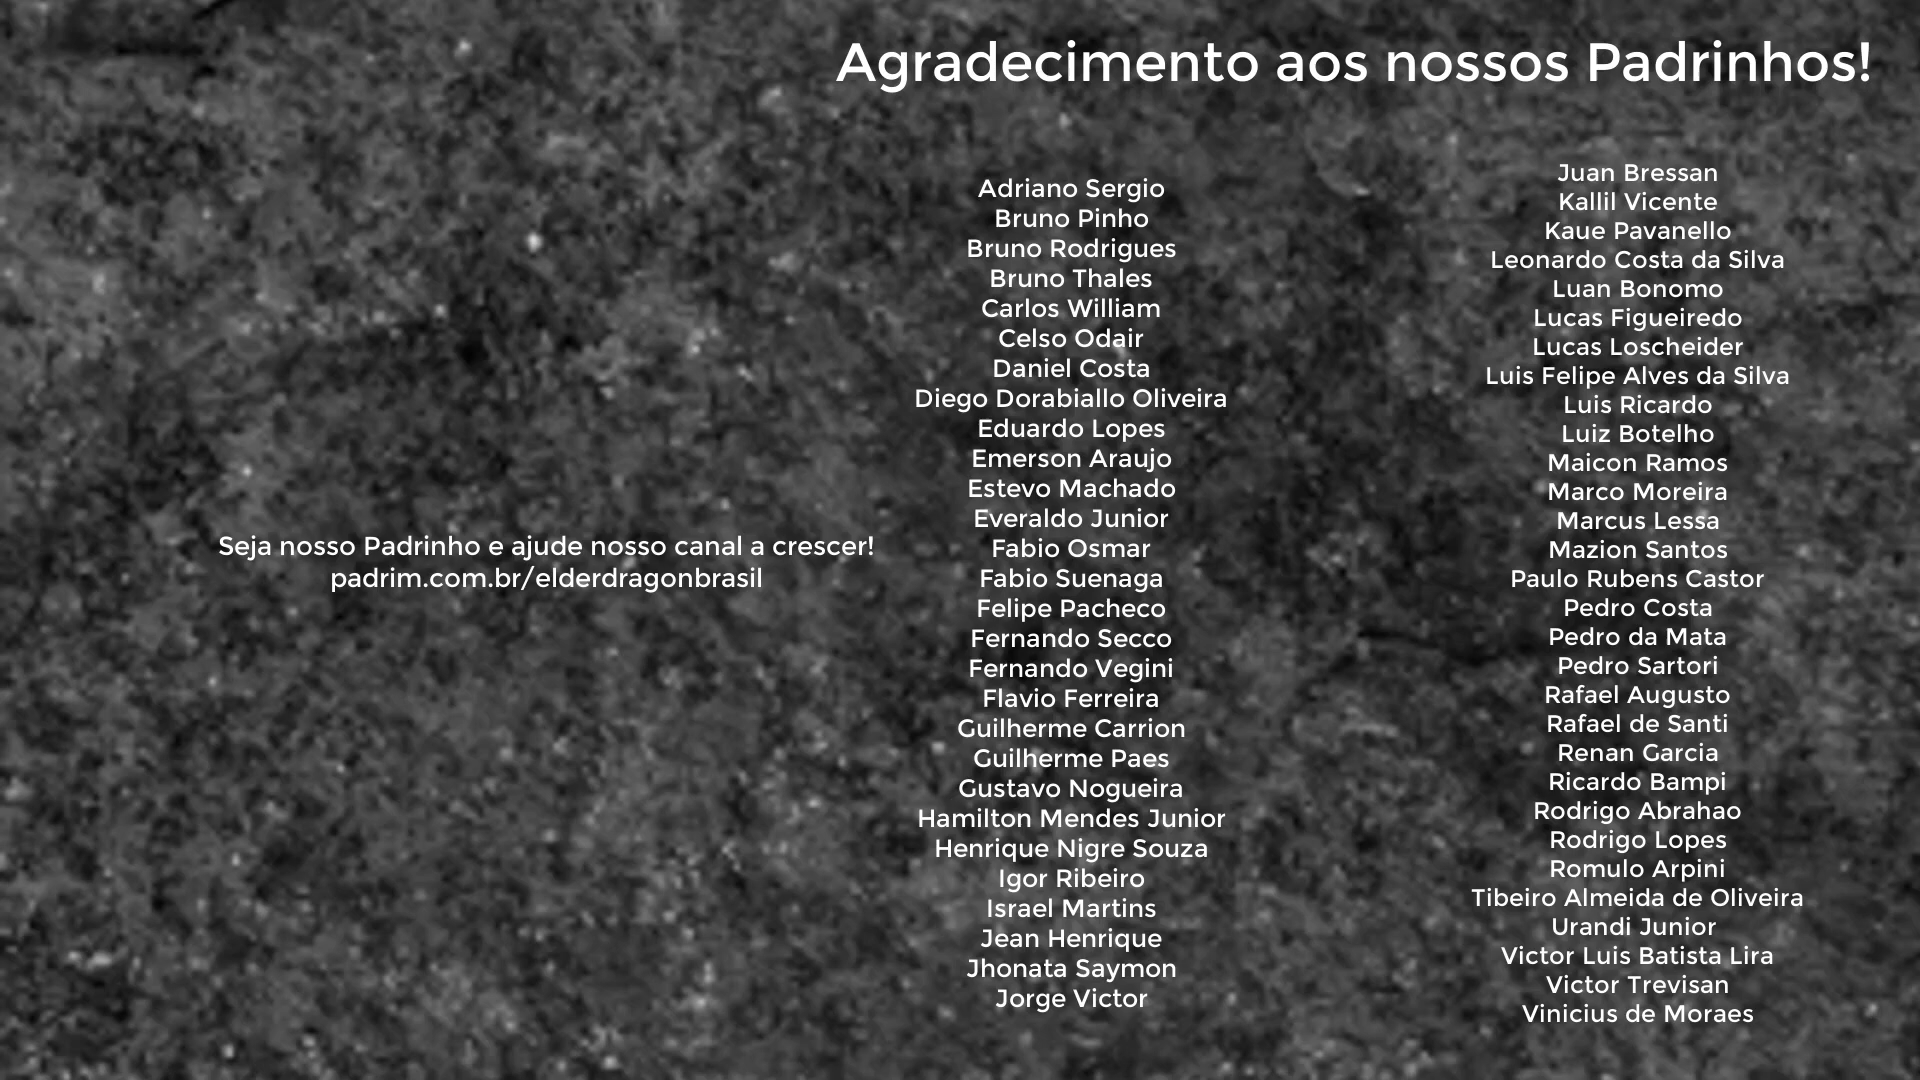 Agradecimento aos nossos Padrinhos!
Seja nosso Padrinho e ajude nosso canal a crescer!
padrim.com.br/elderdragonbrasil
Adriano Sergio
Bruno Pinho
Bruno Rodrigues
Bruno Thales
Carlos William
Celso Odair
Daniel Costa
Diego Dorabiallo Oliveira
Eduardo Lopes
Emerson Araujo
Estevo Machado
Everaldo Junior
Fabio Osmar
Fabio Suenaga
Felipe Pacheco
Fernando Secco
Fernando Vegini
Flavio Ferreira
Guilherme Carrion
Guilherme Paes
Gustavo Nogueira
Hamilton Mendes Junior
Henrique Nigre Souza
Igor Ribeiro
Israel Martins
Jean Henrique
Jhonata Saymon
Jorge Victor
Juan Bressan
Kallil Vicente
Kaue Pavanello
Leonardo Costa da Silva
Luan Bonomo
Lucas Figueiredo
Lucas Loscheider
Luis Felipe Alves da Silva
Luis Ricardo
Luiz Botelho
Maicon Ramos
Marco Moreira
Marcus Lessa
Mazion Santos
Paulo Rubens Castor
Pedro Costa
Pedro da Mata
Pedro Sartori
Rafael Augusto
Rafael de Santi
Renan Garcia
Ricardo Bampi
Rodrigo Abrahao
Rodrigo Lopes
Romulo Arpini
Tibeiro Almeida de Oliveira
Urandi Junior
Victor Luis Batista Lira
Victor Trevisan
Vinicius de Moraes